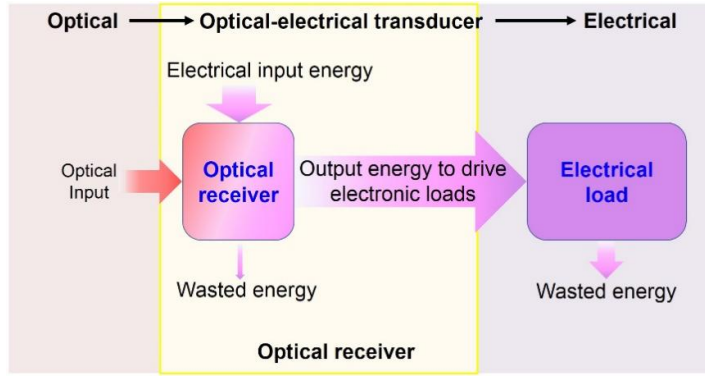 Optical
Optical-electrical transducer
Electrical
Electrical input energy
Optical
Input
Optical
receiver
Output energy to drive
electronic loads
Electrical
load
Wasted energy
Wasted energy
Optical receiver